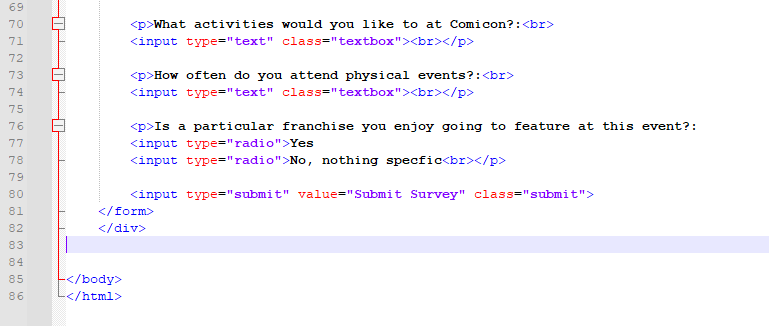 69
70 <p>What activities would you like to at Comicon?:<br>
71 <input type="text" class="textbox"><br></p>
72
73 <p>How often do you attend physical events?:<br>
74 <input type="text" class="textbox"><br></p>
75
76 <p>Is a particular franchise you enjoy going to feature at this event?:
77 <input type="radio">Yes
78 <input type="radio">No, nothing specfic<br></p>
79
80 <input type="submit" value="Submit Survey" class="submit">
81 </form>
82 </div>
83
84
85 </body>
86 </html>